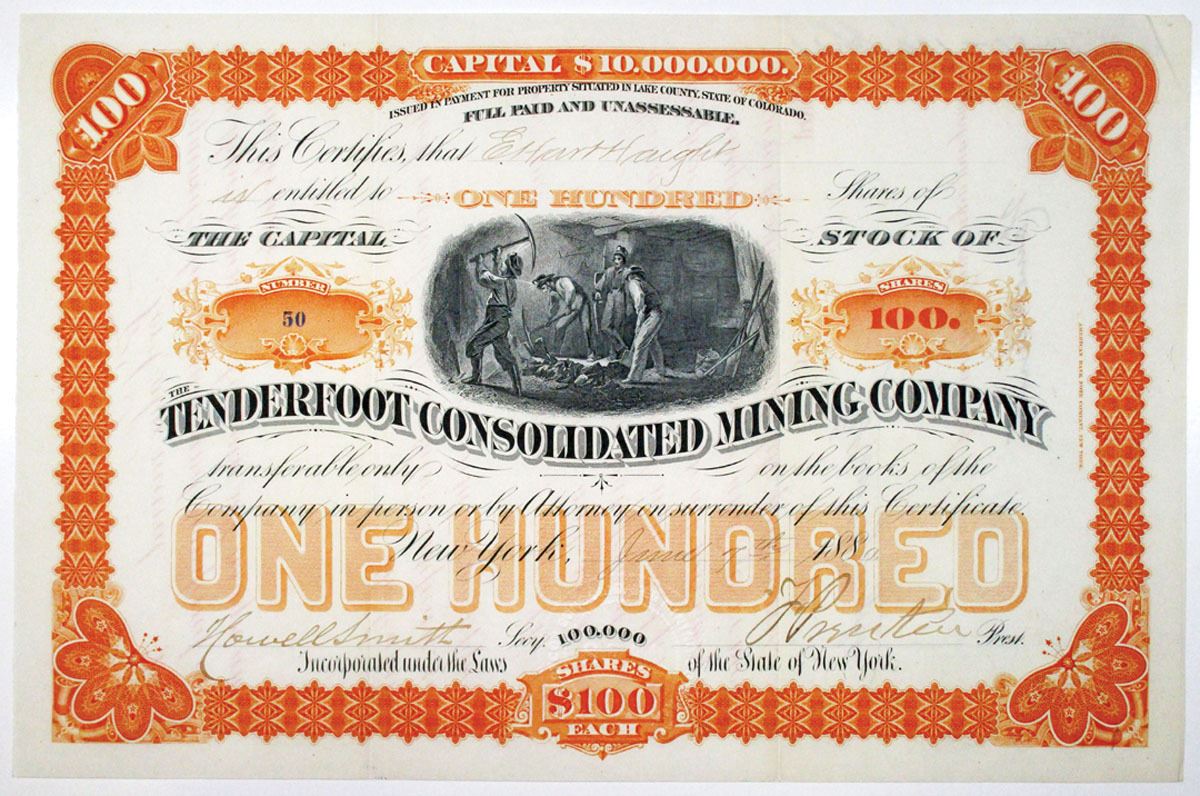 CAPITAL $10.000.000.
100
100
ISSUED IN PAYMENT FOR PROPERTY SITUATED IN LAKE COUNTY, STATE OF COLORADO.
FULL PAID AND UNASSESSABLE.
This Certifies, that E Hart Haight
is entitled to ONE HUNDRED Shares of
THE CAPITAL STOCK OF
NUMBER
50
SHARES
100.
THE
TENDERFOOT CONSOLIDATED MINING COMPANY
transferable only on the books of the
Company in person or by Attorney on surrender of this Certificate.
ONE HUNDRED
New York, June 7th 1880
Howell Smith Secy. 100.000 Prest.
Incorporated under the Laws of the State of New York.
SHARES
$100
EACH